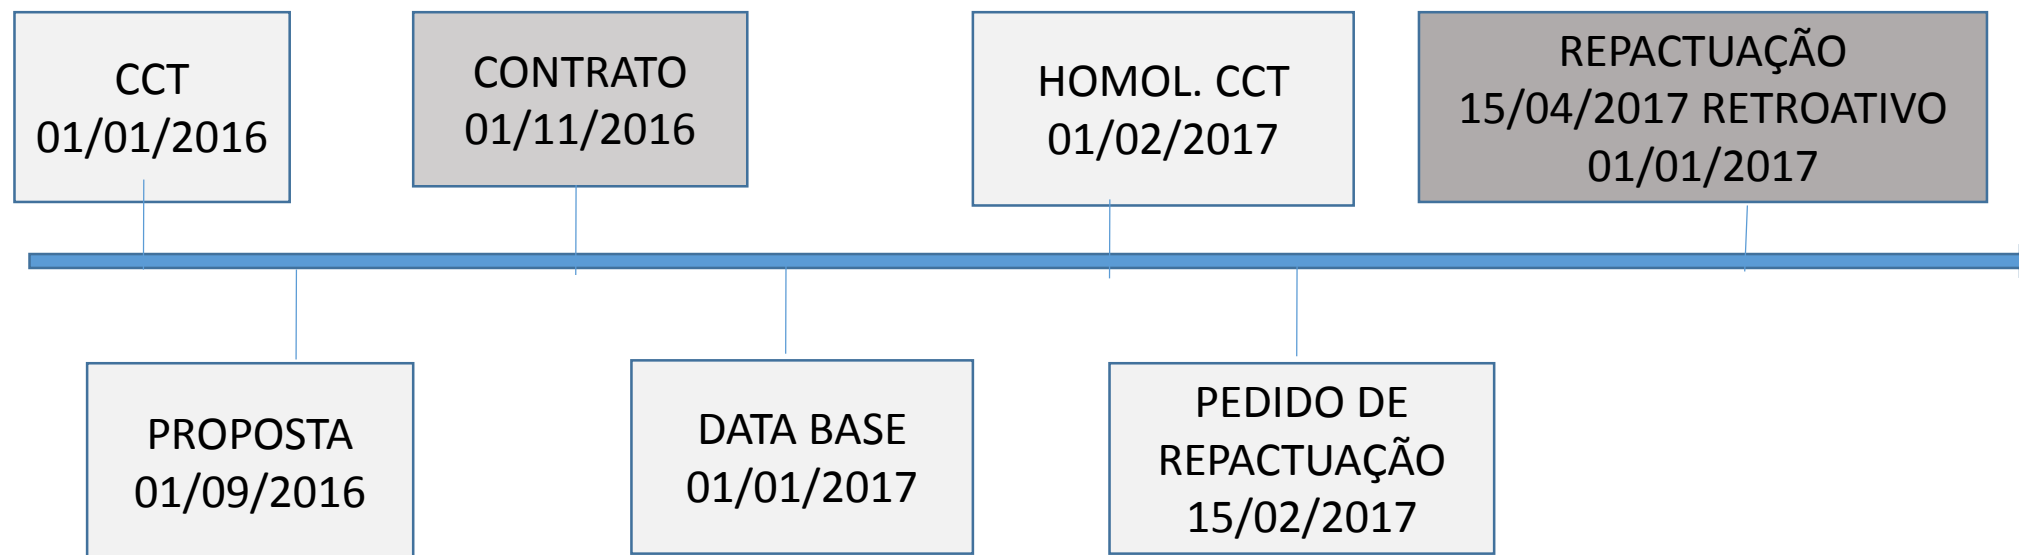 CCT
01/01/2016
CONTRATO
01/11/2016
HOMOL. CCT
01/02/2017
REPACTUAÇÃO
15/04/2017 RETROATIVO
01/01/2017
PROPOSTA
01/09/2016
DATA BASE
01/01/2017
PEDIDO DE
REPACTUAÇÃO
15/02/2017